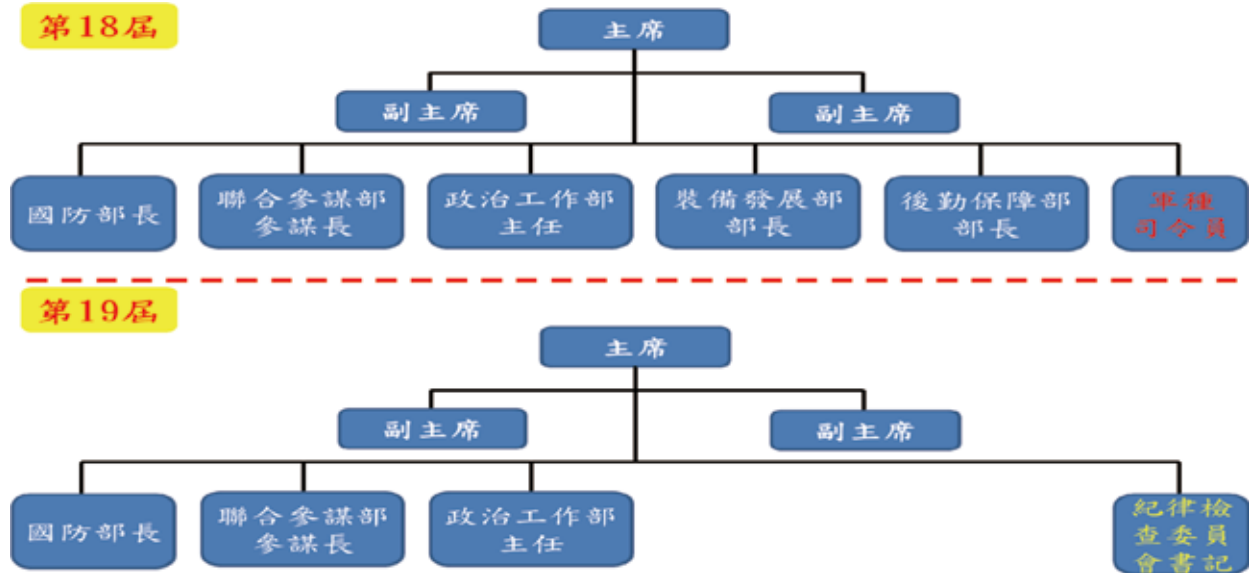 第18屆
主席
副主席
副主席
國防部長
聯合參謀部
參謀長
政治工作部
主任
裝備發展部
部長
後勤保障部
部長
軍種
司令員
第19屆
主席
副主席
副主席
國防部長
聯合參謀部
參謀長
政治工作部
主任
紀律檢
查委員
會書記